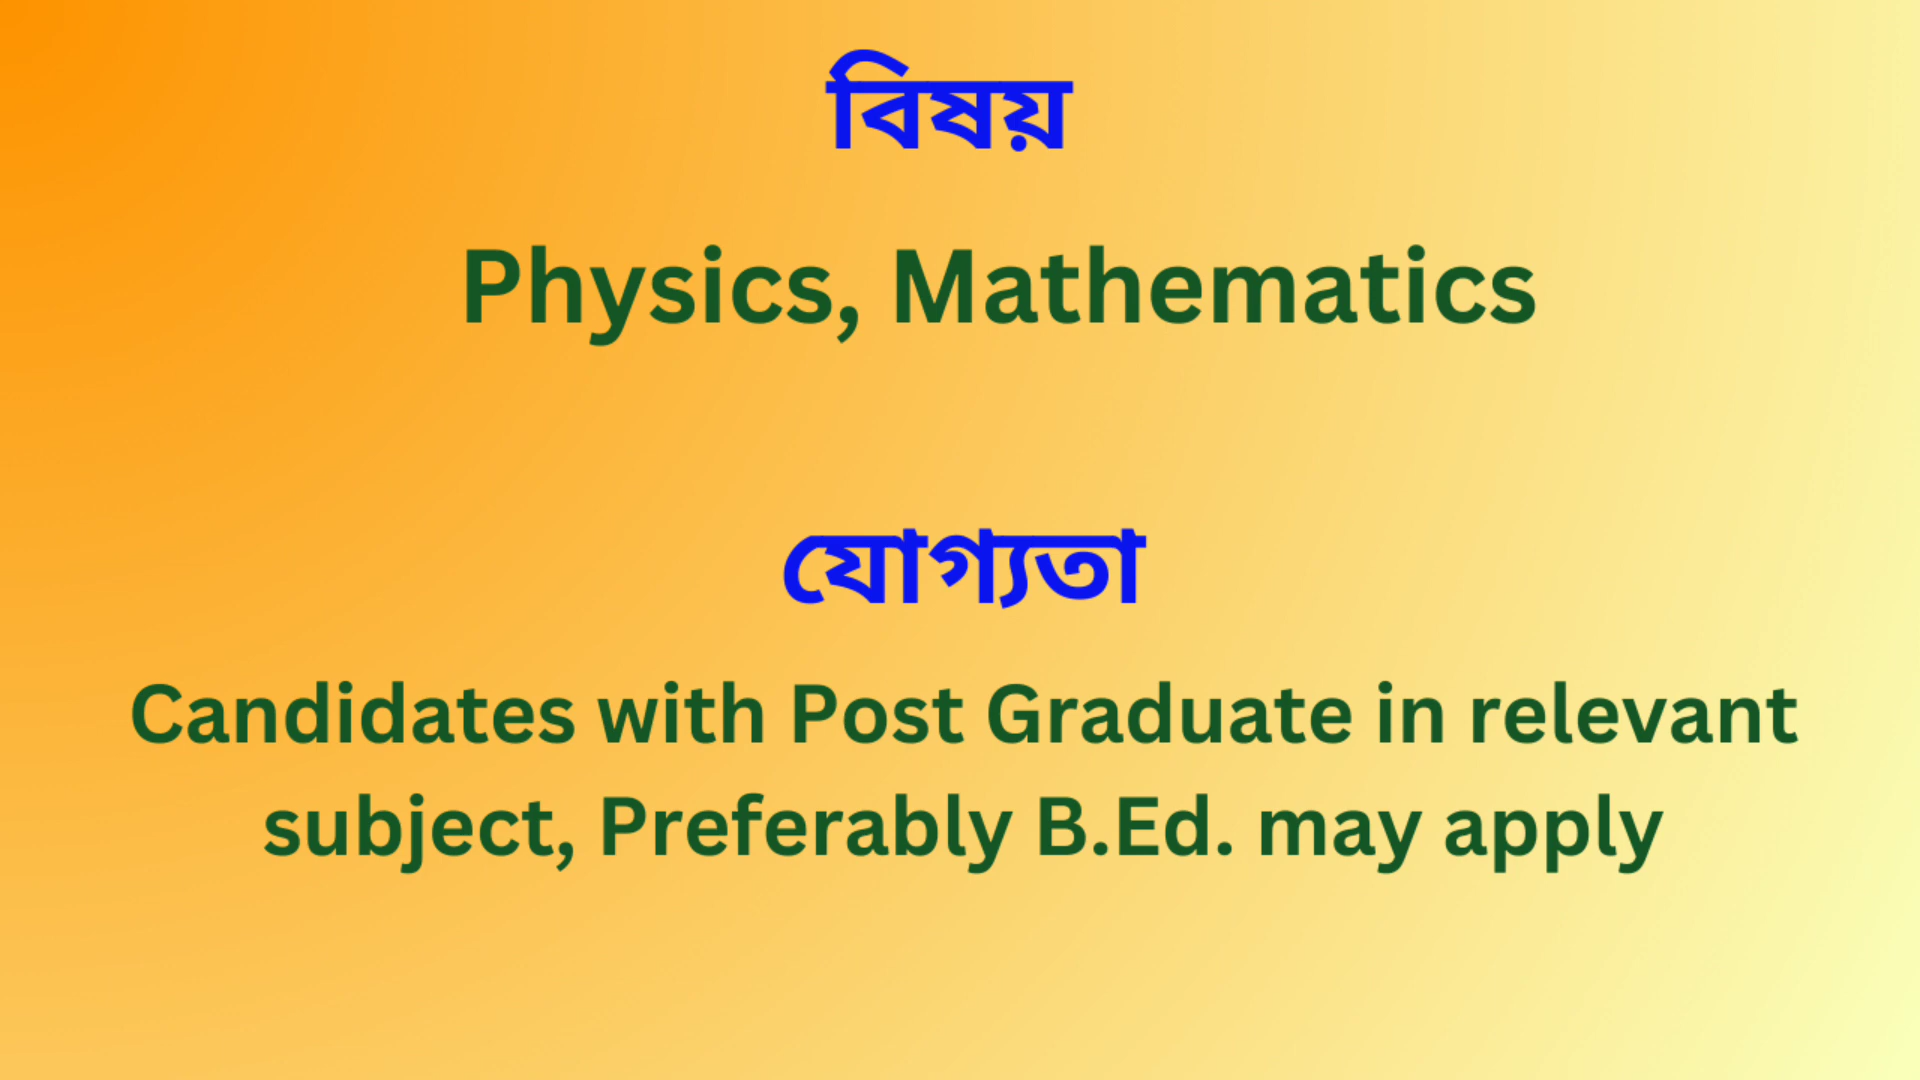 বিষয়
Physics, Mathematics
যোগ্যতা
Candidates with Post Graduate in relevant
subject, Preferably B.Ed. may apply